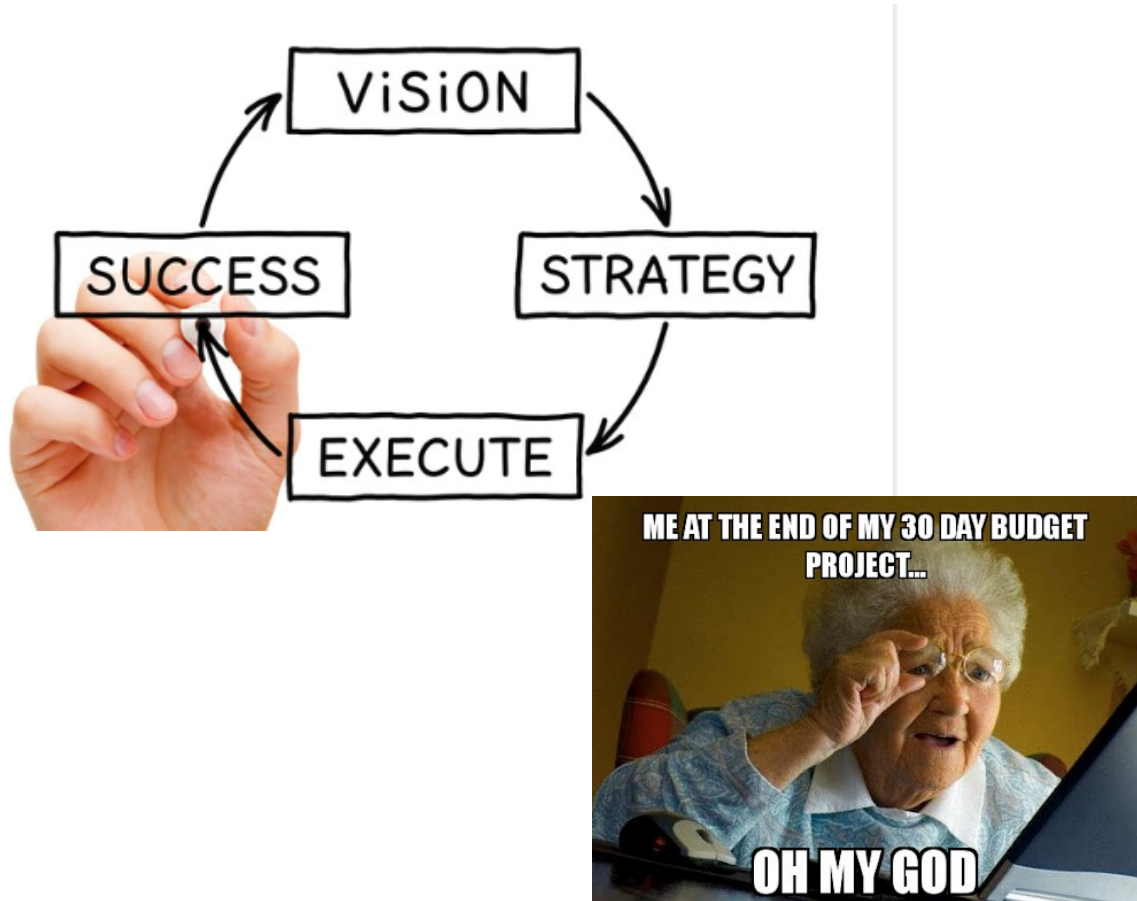 ViSiON
SUCCESS
STRATEGY
EXECUTE
ME AT THE END OF MY 30 DAY BUDGET
PROJECT...
OH MY GOD